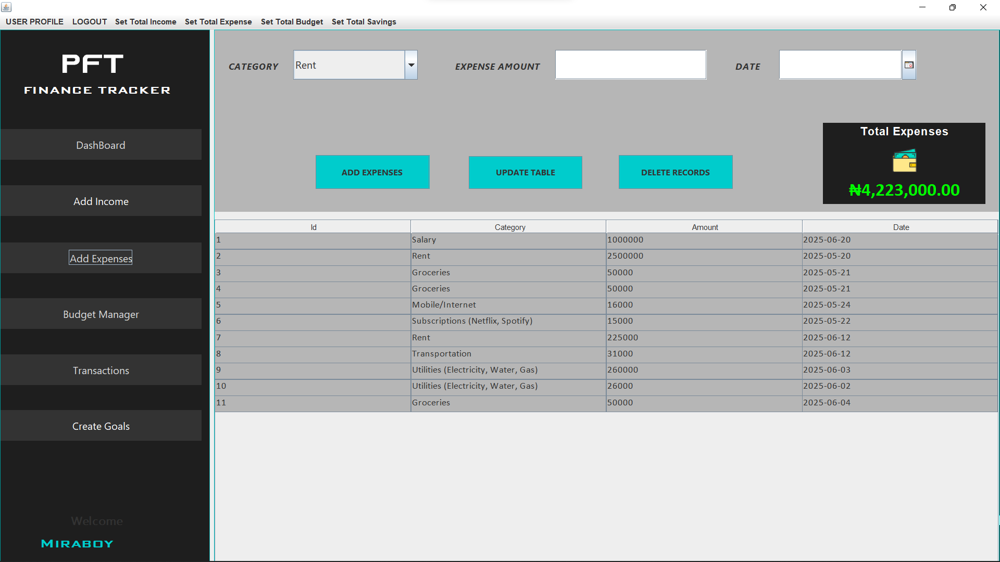 USER PROFILE LOGOUT Set Total Income Set Total Expense Set Total Budget Set Total Savings
PFT
FINANCE TRACKER
DashBoard
Add Income
Add Expenses
Budget Manager
Transactions
Create Goals
Welcome
MIRABOY
CATEGORY Rent EXPENSE AMOUNT DATE
ADD EXPENSES UPDATE TABLE DELETE RECORDS
Total Expenses
₦4,223,000.00
Id Category Amount Date
1 Salary 1000000 2025-06-20
2 Rent 2500000 2025-05-20
3 Groceries 50000 2025-05-21
4 Groceries 50000 2025-05-21
5 Mobile/Internet 16000 2025-05-24
6 Subscriptions (Netflix, Spotify) 15000 2025-05-22
7 Rent 225000 2025-06-12
8 Transportation 31000 2025-06-12
9 Utilities (Electricity, Water, Gas) 260000 2025-06-03
10 Utilities (Electricity, Water, Gas) 26000 2025-06-02
11 Groceries 50000 2025-06-04